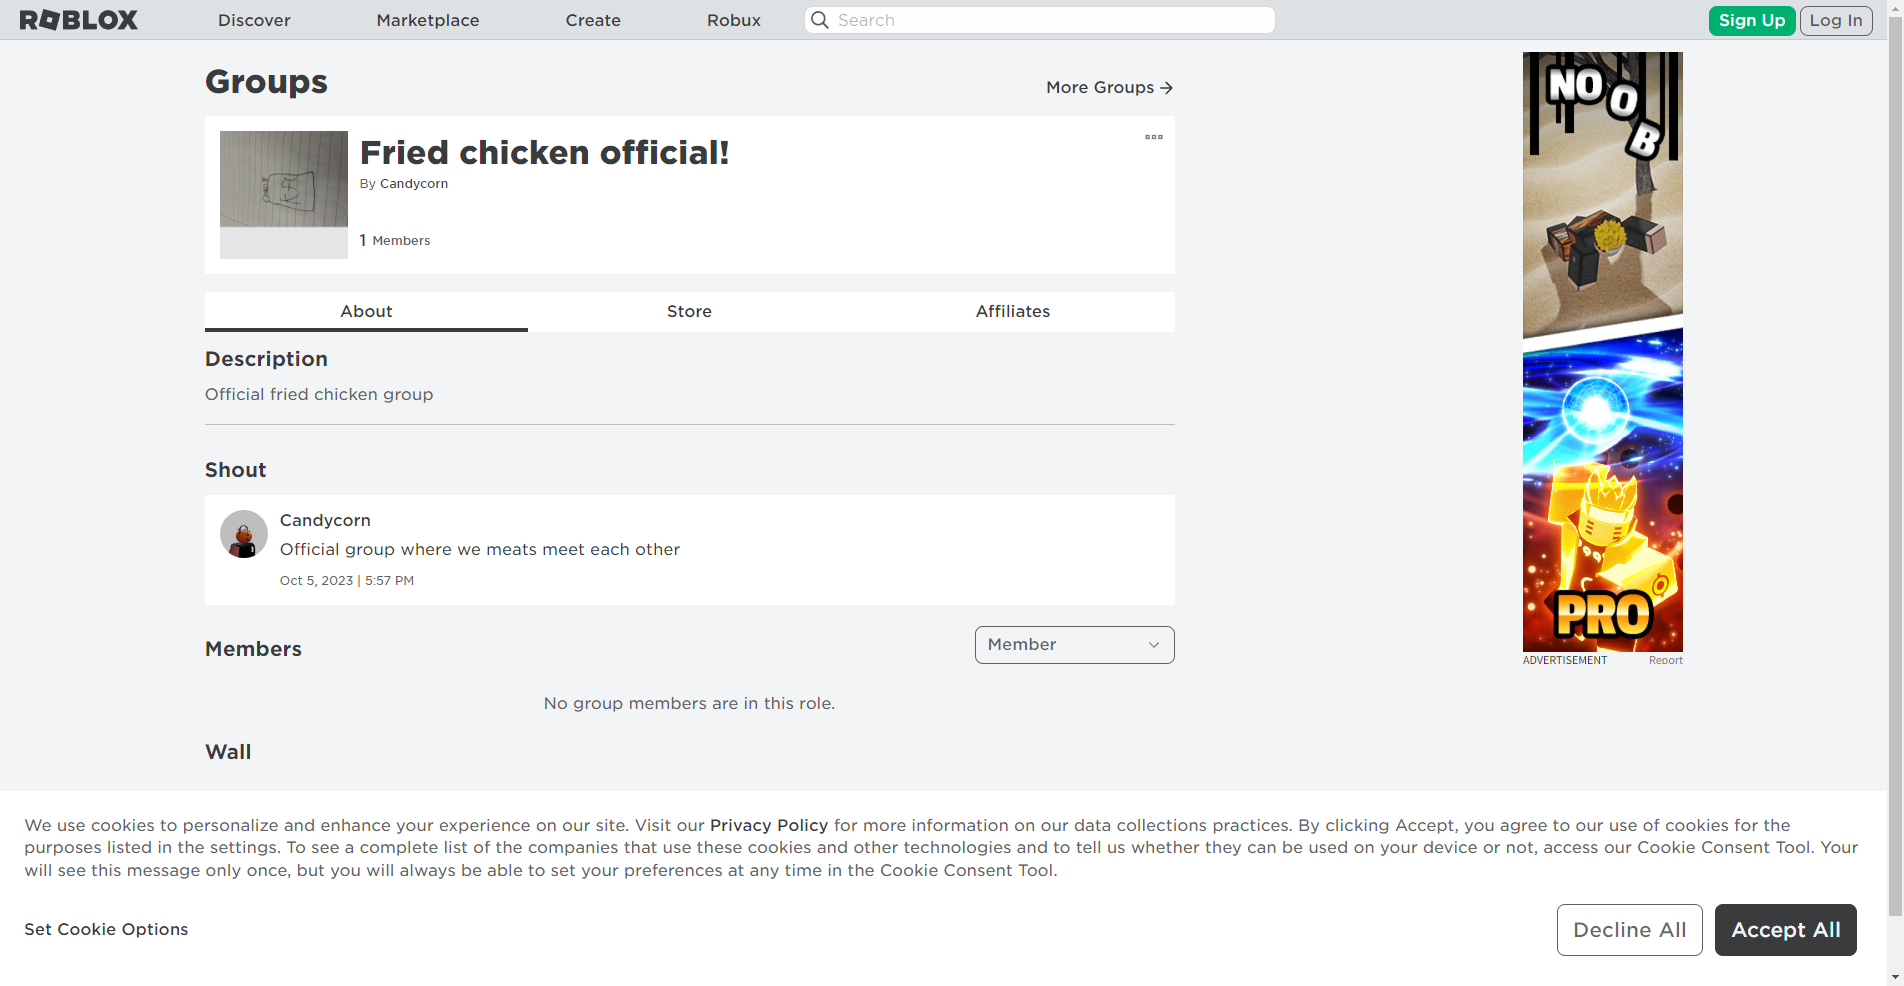 ROBLOX
Discover
Marketplace
Create
Robux
Search
Sign Up
Log In
Groups
More Groups
Fried chicken official!
By Candycorn
1 Members
About
Store
Affiliates
Description
Official fried chicken group
Shout
Candycorn
Official group where we meats meet each other
Oct 5, 2023 | 5:57 PM
Members
Member
No group members are in this role.
Wall
NOOB
PRO
ADVERTISEMENT
Report
We use cookies to personalize and enhance your experience on our site. Visit our Privacy Policy for more information on our data collections practices. By clicking Accept, you agree to our use of cookies for the
purposes listed in the settings. To see a complete list of the companies that use these cookies and other technologies and to tell us whether they can be used on your device or not, access our Cookie Consent Tool. Your
will see this message only once, but you will always be able to set your preferences at any time in the Cookie Consent Tool.
Set Cookie Options
Decline All
Accept All